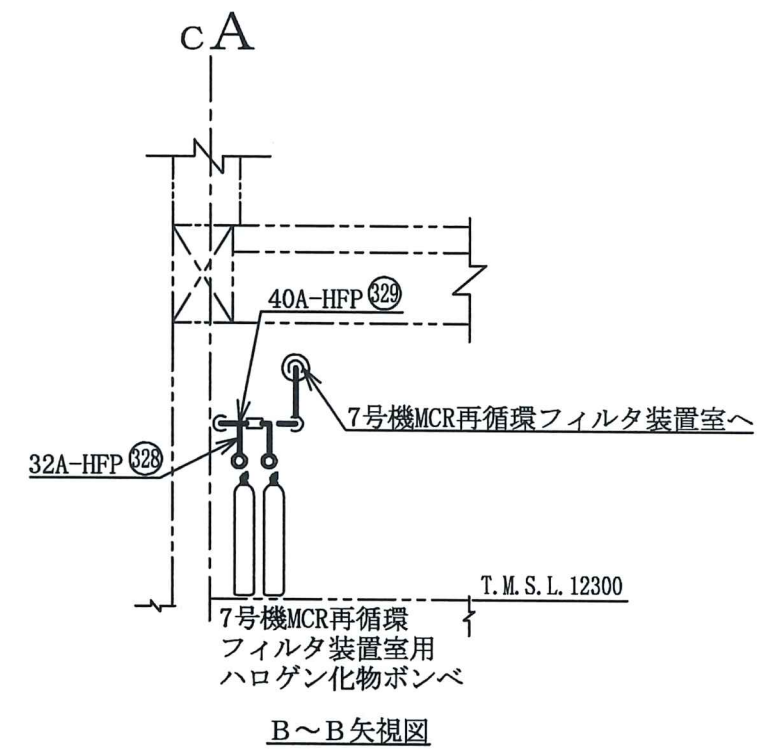 cA
40A-HFP 329
7号機MCR再循環フィルタ装置室へ
32A-HFP 328
T.M.S.L.12300
7号機MCR再循環
フィルタ装置室用
ハロゲン化物ボンベ
B~B矢視図